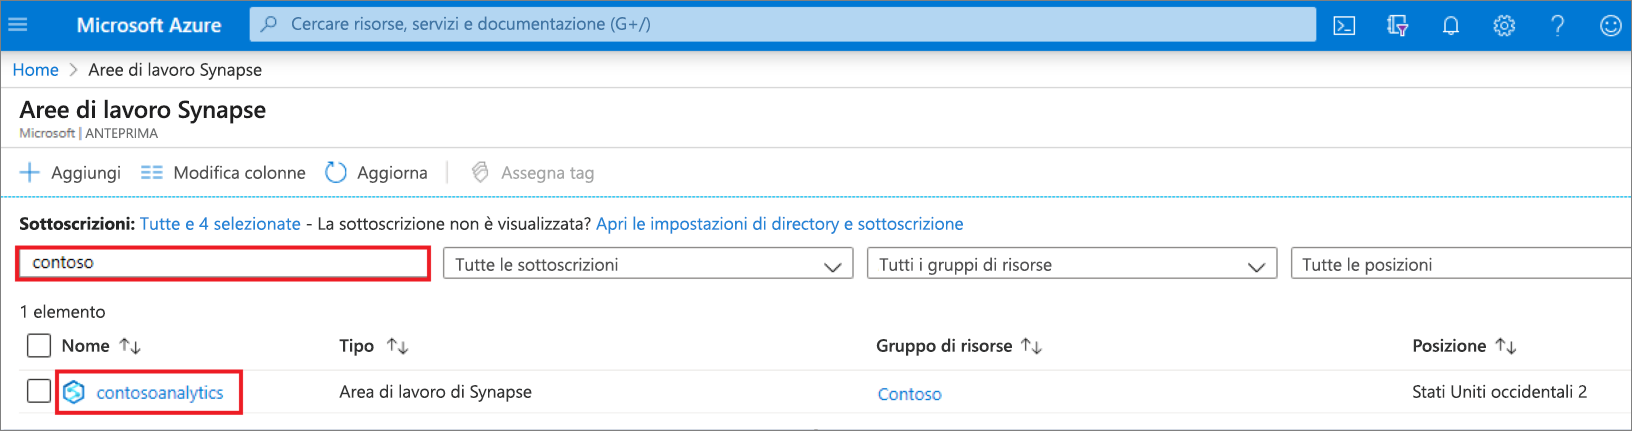 Microsoft Azure Cercare risorse, servizi e documentazione (G+/)
Home > Aree di lavoro Synapse
Aree di lavoro Synapse
Microsoft | ANTEPRIMA
Aggiungi Modifica colonne Aggiorna Assegna tag
Sottoscrizioni: Tutte e 4 selezionate - La sottoscrizione non è visualizzata? Apri le impostazioni di directory e sottoscrizione
contoso Tutte le sottoscrizioni Tutti i gruppi di risorse Tutte le posizioni
1 elemento
Nome Tipo Gruppo di risorse Posizione
contosoanalytics Area di lavoro di Synapse Contoso Stati Uniti occidentali 2